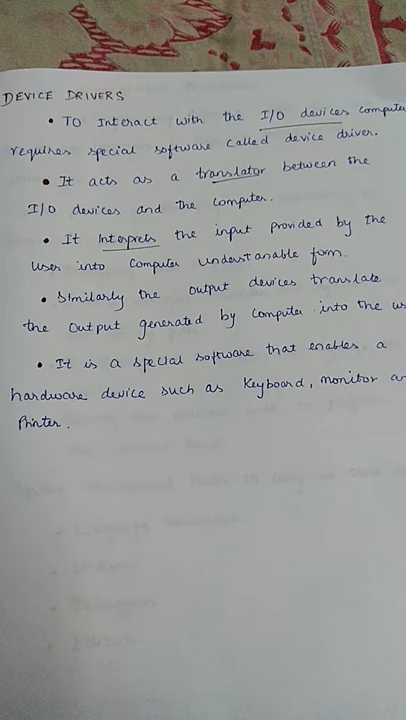 DEVICE DRIVERS
• To Interact with the I/O devices computer
requires special software called device driver.
• It acts as a translator between the
I/O devices and the computer.
• It Interprets the input provided by the
User into Computer understanable form.
• Similarly the output devices translate
the output generated by computer into the us
• It is a special software that enables a
hardware device such as Keyboard, monitor an
Printer.